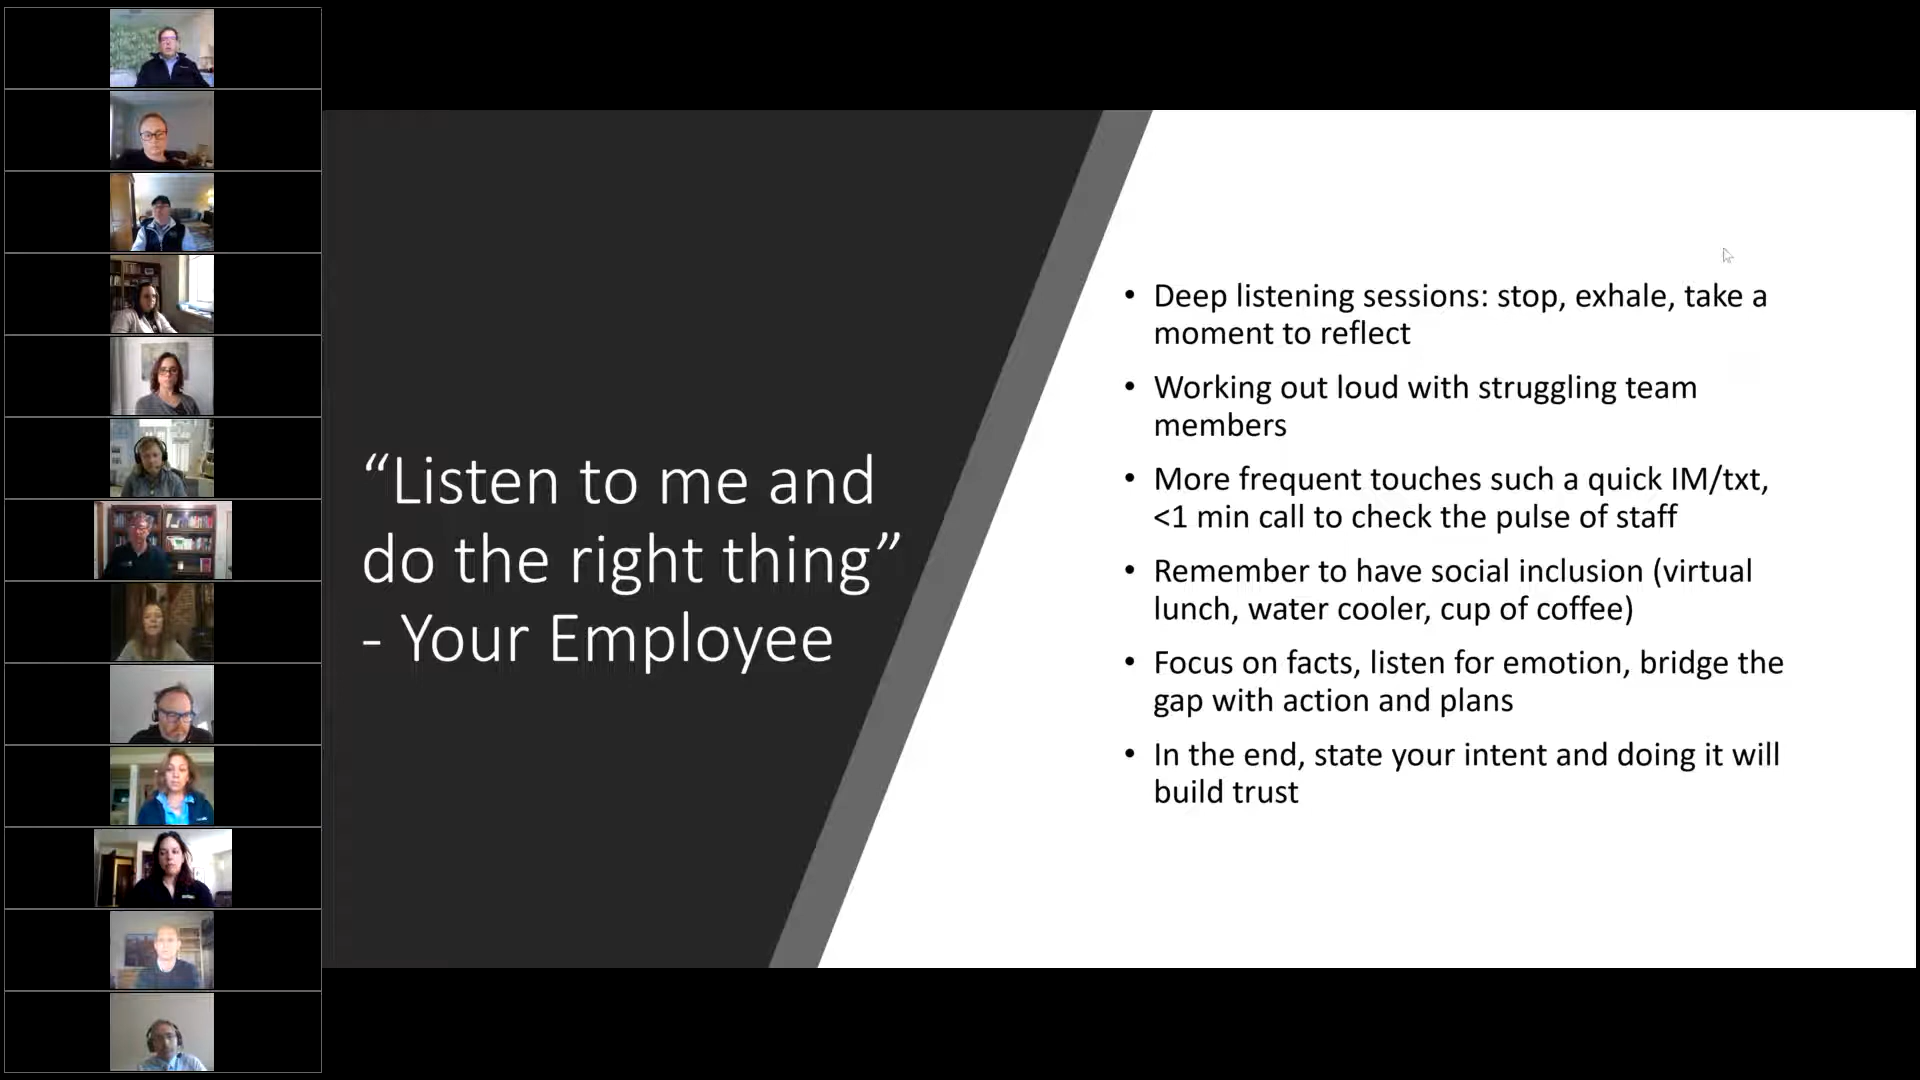 “Listen to me and
do the right thing”
- Your Employee
• Deep listening sessions: stop, exhale, take a
moment to reflect
• Working out loud with struggling team
members
• More frequent touches such a quick IM/txt,
<1 min call to check the pulse of staff
• Remember to have social inclusion (virtual
lunch, water cooler, cup of coffee)
• Focus on facts, listen for emotion, bridge the
gap with action and plans
• In the end, state your intent and doing it will
build trust